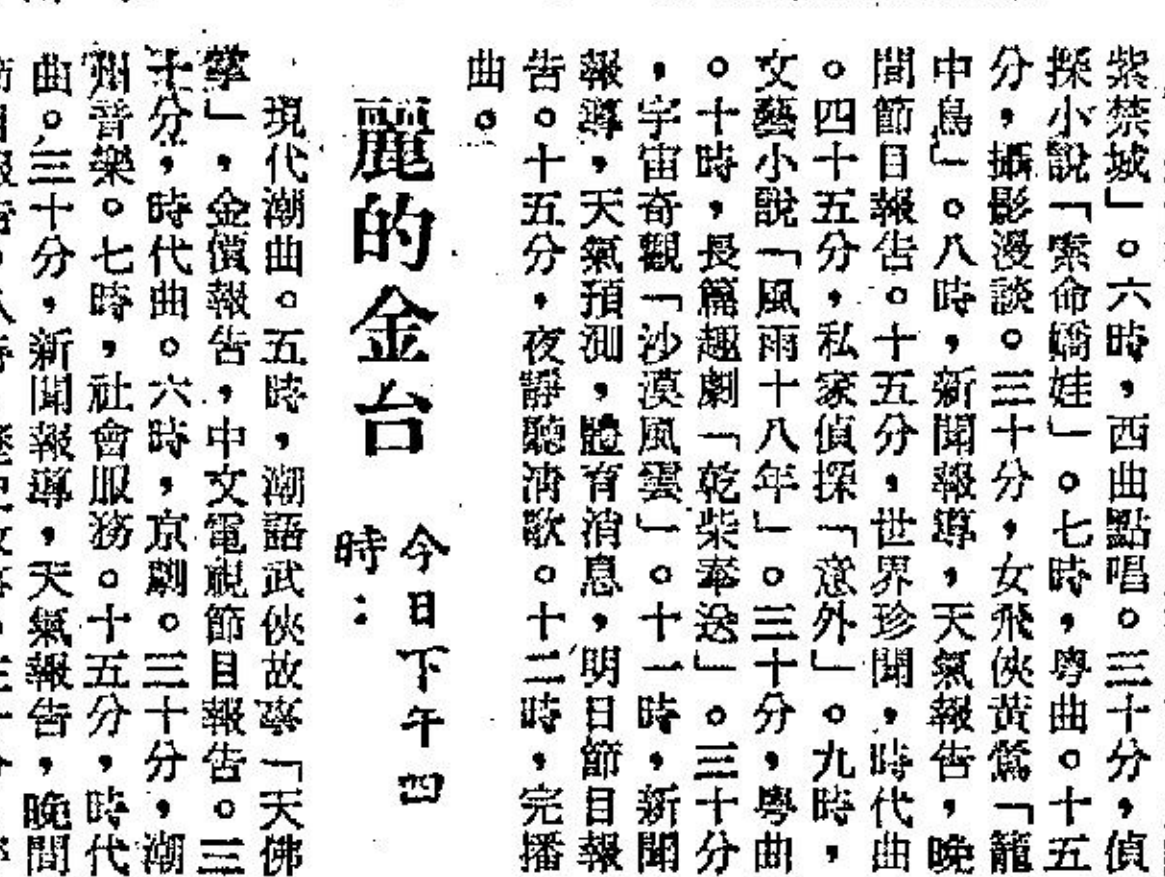 紫禁城」。六時，西曲點唱。三十分，偵
探小說「索命嬌娃」。七時，粵曲。十五
分，攝影漫談。三十分，女飛俠黃鶯「籠
中鳥」。八時，新聞報導，天氣報告，晚
間節目報告。十五分，世界珍聞，時代曲
。四十五分，私家偵探「意外」。九時，
文藝小說「風雨十八年」。三十分，粵曲
。十時，長篇趣劇「乾柴奉送」。三十分
，宇宙奇觀「沙漠風雲」。十一時，新聞
報導，天氣預測，體育消息，明日節目報
告。十五分，夜靜聽清歌。十二時，完播
曲。
麗的金台
今日下午四
時：
現代潮曲。五時，潮語武俠故事「天佛
掌」，金價報告，中文電視節目報告。三
十分，時代曲。六時，京劇。三十分，潮
州音樂。七時，社會服務。十五分，時代
曲。三十分，新聞報導，天氣報告，晚間